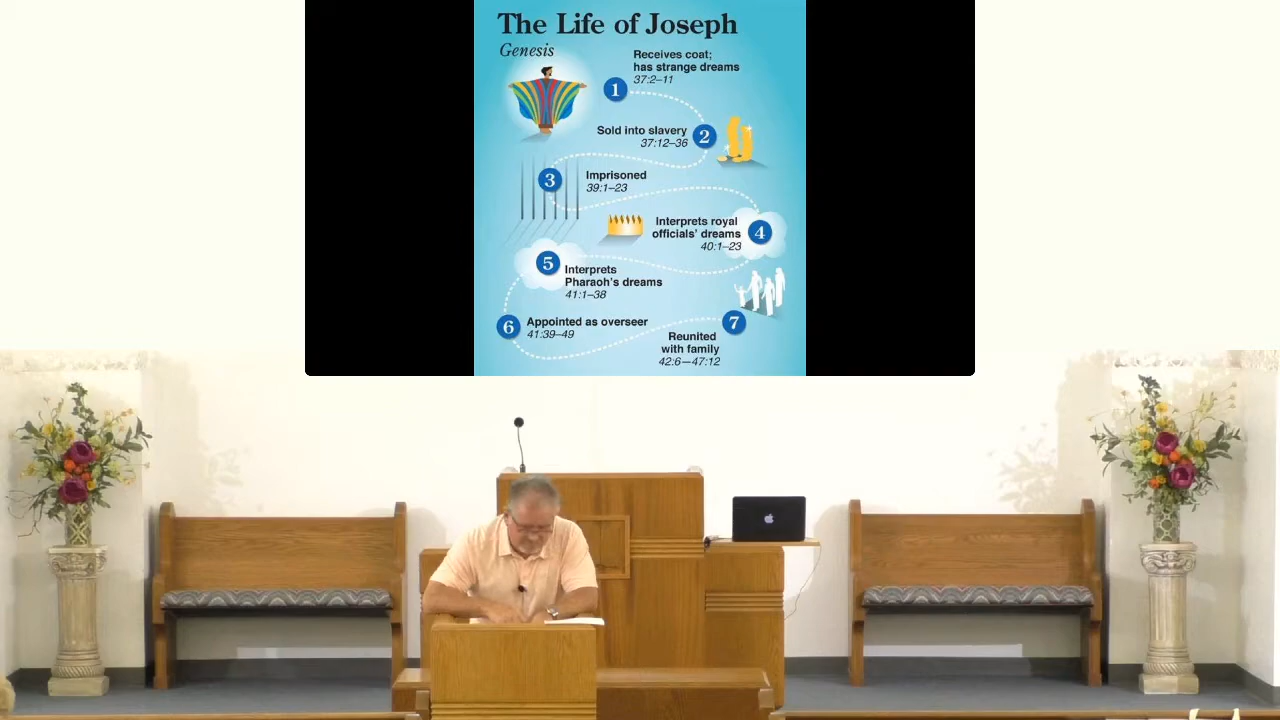 The Life of Joseph
Genesis
Receives coat;
has strange dreams
37:2–11
1
Sold into slavery
37:12–36
2
3
Imprisoned
39:1–23
Interprets royal
officials' dreams
40:1–23
4
5
Interprets
Pharaoh's dreams
41:1–38
6
Appointed as overseer
41:39–49
7
Reunited
with family
42:6—47:12